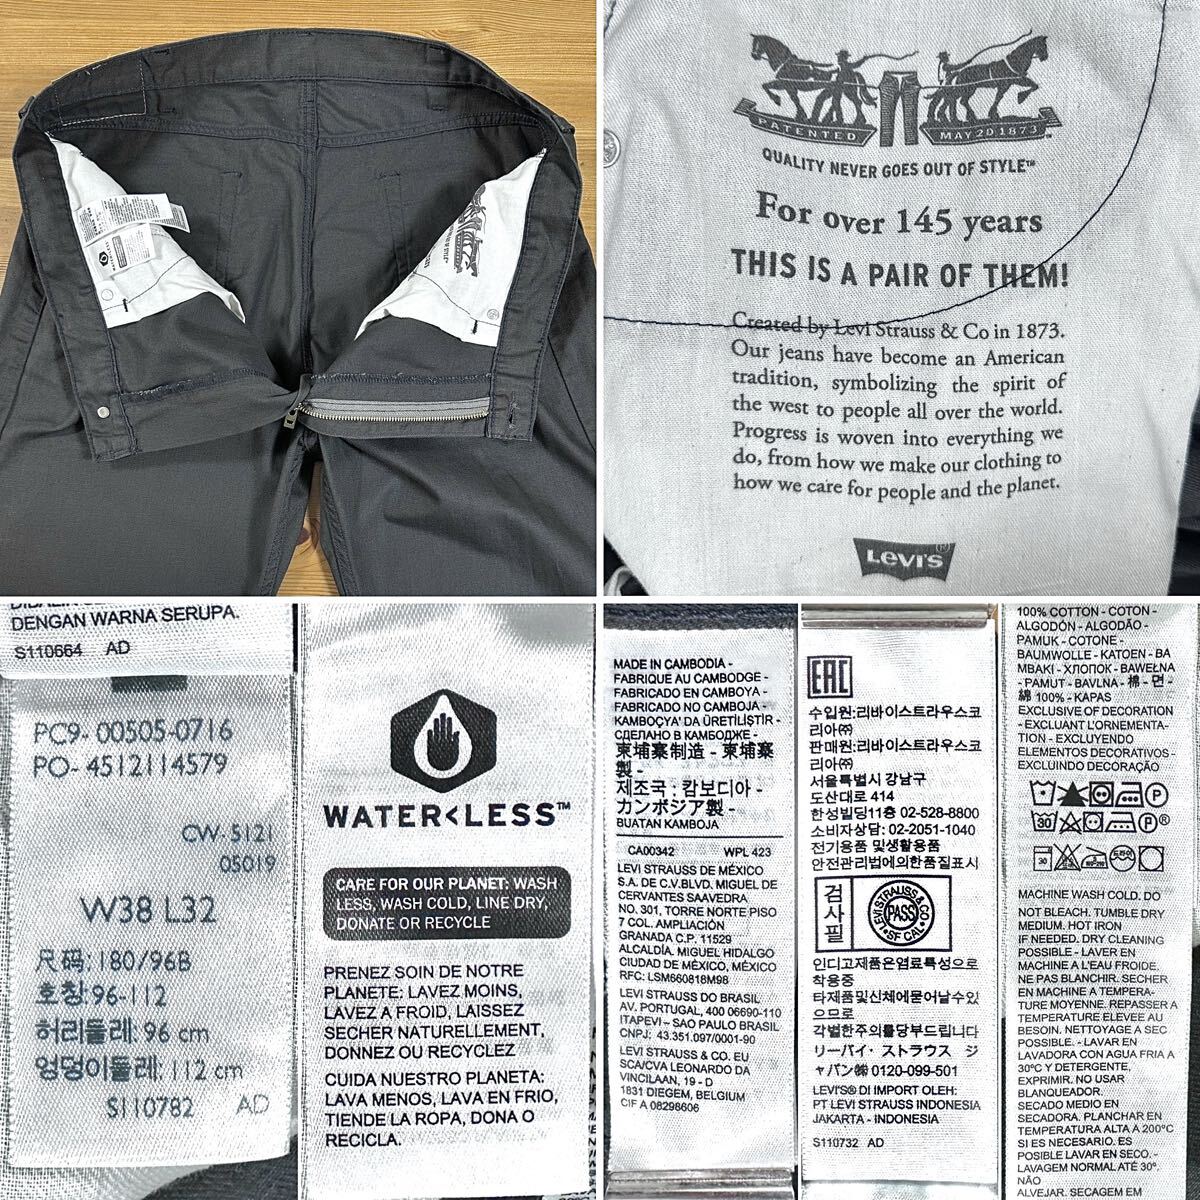 PATENTED MAY 20 1873
QUALITY NEVER GOES OUT OF STYLE™
For over 145 years
THIS IS A PAIR OF THEM!
Created by Levi Strauss & Co in 1873.
Our jeans have become an American
tradition, symbolizing the spirit of
the west to people all over the world.
Progress is woven into everything we
do, from how we make our clothing to
how we care for people and the planet.
Levi's
DENGAN WARNA SERUPA.
S110664 AD
PC9-00505-0716
PO-4512114579
CW-5121
05019
W38 L32
尺码: 180/96B
호칭: 96-112
허리둘레: 96 cm
엉덩이둘레: 112 cm
S110782 AD
WATER<LESS™
CARE FOR OUR PLANET: WASH
LESS, WASH COLD, LINE DRY,
DONATE OR RECYCLE
PRENEZ SOIN DE NOTRE
PLANETE: LAVEZ MOINS,
LAVEZ A FROID, LAISSEZ
SECHER NATURELLEMENT,
DONNEZ OU RECYCLEZ
CUIDA NUESTRO PLANETA:
LAVA MENOS, LAVA EN FRIO,
TIENDE LA ROPA, DONA O
RECICLA.
MADE IN CAMBODIA -
FABRIQUE AU CAMBODGE -
FABRICADO EN CAMBOYA -
FABRICADO NO CAMBOJA -
KAMBOÇYA' DA ÜRETİLİŞTİR -
СДЕЛАНО В КАМБОДЖЕ -
柬埔寨制造 - 柬埔寨
製 -
제조국 : 캄보디아 -
カンボジア製 -
BUATAN KAMBOJA
CA00342 WPL 423
LEVI STRAUSS DE MÉXICO
S.A. DE C.V.BLVD. MIGUEL DE
CERVANTES SAAVEDRA
NO. 301, TORRE NORTE PISO
7 COL. AMPLIACIÓN
GRANADA C.P. 11529
ALCALDÍA. MIGUEL HIDALGO
CIUDAD DE MÉXICO, MÉXICO
RFC: LSM660818M98
LEVI STRAUSS DO BRASIL
AV. PORTUGAL, 400 06690-110
ITAPEVI – SAO PAULO BRASIL
CNPJ: 43.351.097/0001-90
LEVI STRAUSS & CO. EU
SCA/CVA LEONARDO DA
VINCILAAN, 19 - D
1831 DIEGEM, BELGIUM
CIF A 08298606
EAC
수입원:리바이스트라우스코
리아㈜
판매원:리바이스트라우스코
리아㈜
서울특별시 강남구
도산대로 414
한성빌딩11층 02-528-8800
소비자상담: 02-2051-1040
전기용품 및생활용품
안전관리법에의한품질표시
검사필
LEVI STRAUSS & CO
PASS
SF CAL
인디고제품은염료특성으로
착용중
타제품및신체에묻어날수있
으므로
각별한주의를당부드립니다
リーバイ・ストラウス ジ
ャパン㈱ 0120-099-501
LEVI'S® DI IMPORT OLEH:
PT LEVI STRAUSS INDONESIA
JAKARTA - INDONESIA
S110732 AD
100% COTTON - COTON -
ALGODÓN - ALGODÃO -
PAMUK - COTONE -
BAUMWOLLE - KATOEN - BA
MBAKI - ХЛОПОК - BAWEŁNA
- PAMUT - BAVLNA - 棉 - 면 -
綿 100% - KAPAS
EXCLUSIVE OF DECORATION
- EXCLUANT L'ORNEMENTA-
TION - EXCLUYENDO
ELEMENTOS DECORATIVOS -
EXCLUINDO DECORAÇÃO
MACHINE WASH COLD. DO
NOT BLEACH. TUMBLE DRY
MEDIUM. HOT IRON
IF NEEDED. DRY CLEANING
POSSIBLE - LAVER EN
MACHINE A L'EAU FROIDE.
NE PAS BLANCHIR. SECHER
EN MACHINE A TEMPERA-
TURE MOYENNE. REPASSER A
TEMPERATURE ELEVEE AU
BESOIN. NETTOYAGE A SEC
POSSIBLE. - LAVAR EN
LAVADORA CON AGUA FRIA A
30ºC Y DETERGENTE,
EXPRIMIR. NO USAR
BLANQUEADOR.
SECADO MEDIO EN
SECADORA. PLANCHAR EN
TEMPERATURA ALTA A 200°C
SI ES NECESARIO. ES
POSIBLE LAVAR EN SECO. -
LAVAGEM NORMAL ATÉ 30º.
NÃO
ALVEJAR. SECAGEM EM